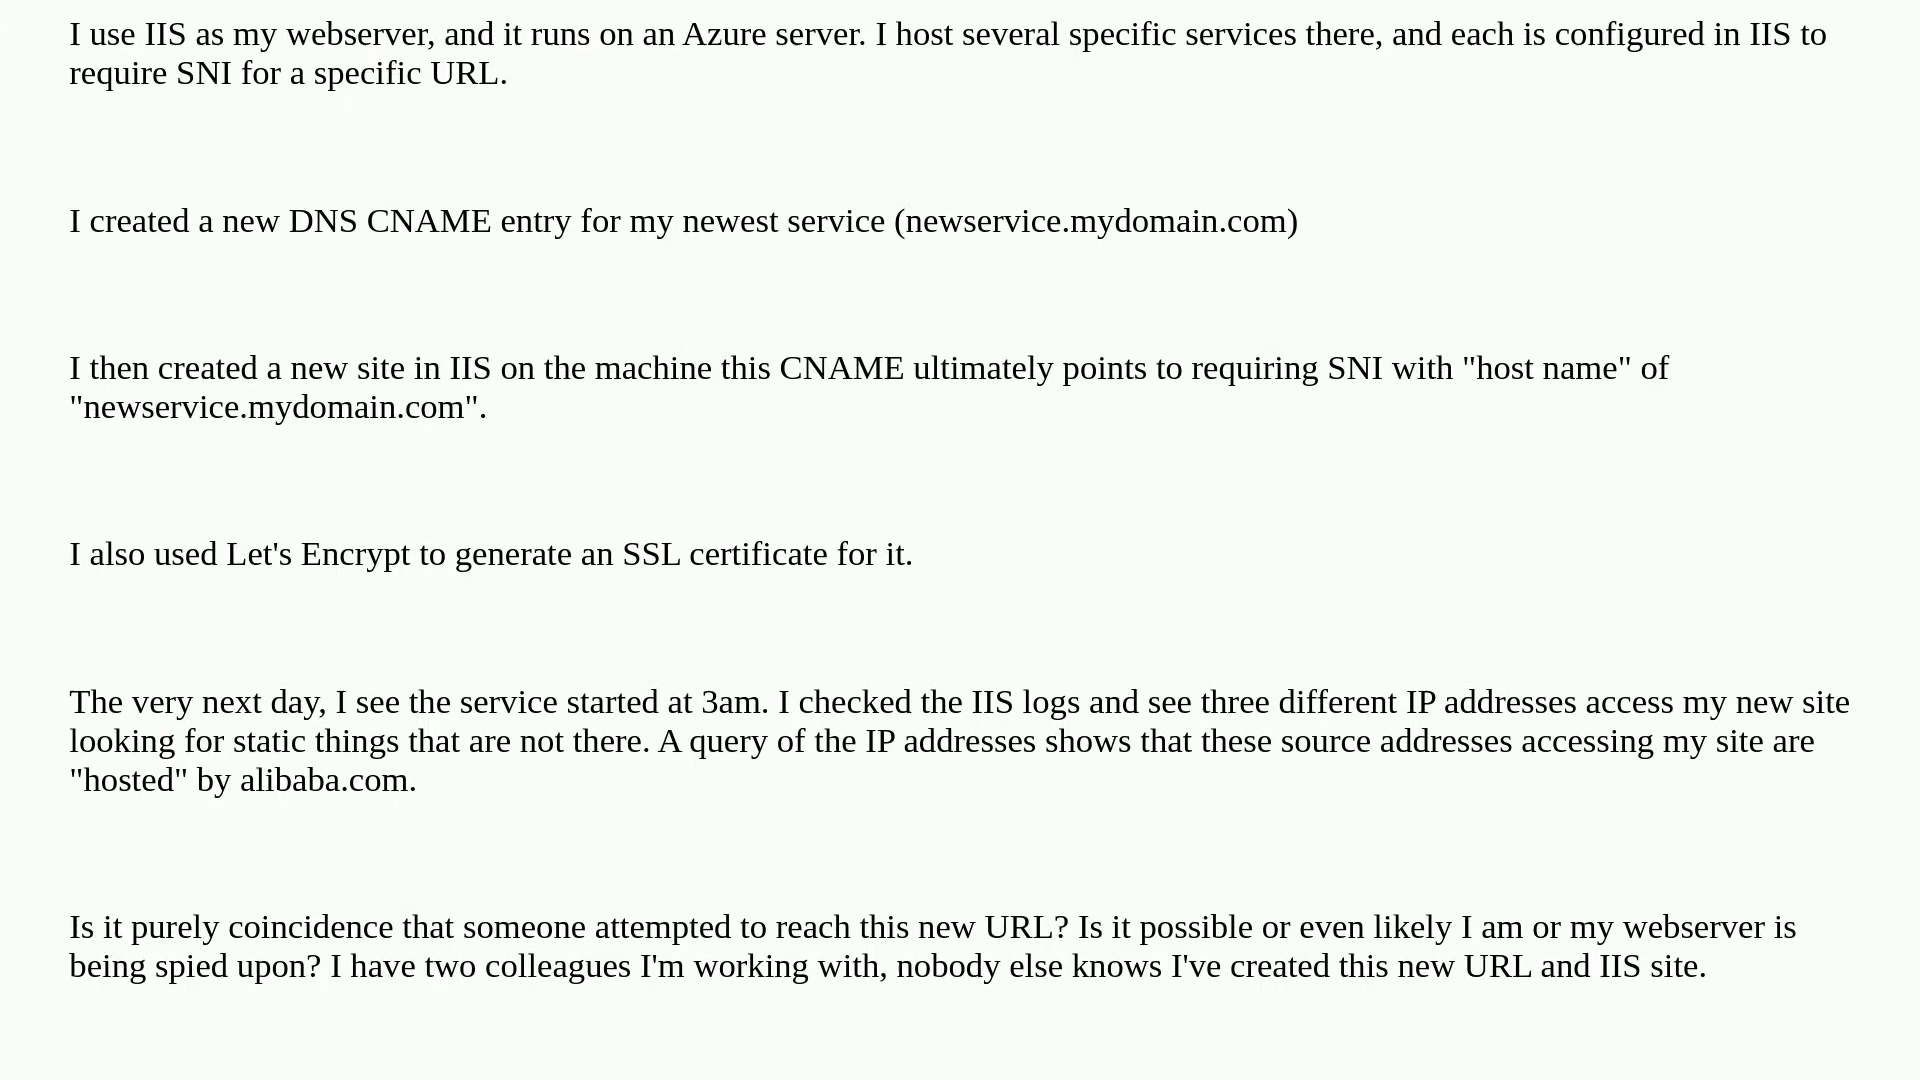 I use IIS as my webserver, and it runs on an Azure server. I host several specific services there, and each is configured in IIS to
require SNI for a specific URL.
I created a new DNS CNAME entry for my newest service (newservice.mydomain.com)
I then created a new site in IIS on the machine this CNAME ultimately points to requiring SNI with "host name" of
"newservice.mydomain.com".
I also used Let's Encrypt to generate an SSL certificate for it.
The very next day, I see the service started at 3am. I checked the IIS logs and see three different IP addresses access my new site
looking for static things that are not there. A query of the IP addresses shows that these source addresses accessing my site are
"hosted" by alibaba.com.
Is it purely coincidence that someone attempted to reach this new URL? Is it possible or even likely I am or my webserver is
being spied upon? I have two colleagues I'm working with, nobody else knows I've created this new URL and IIS site.